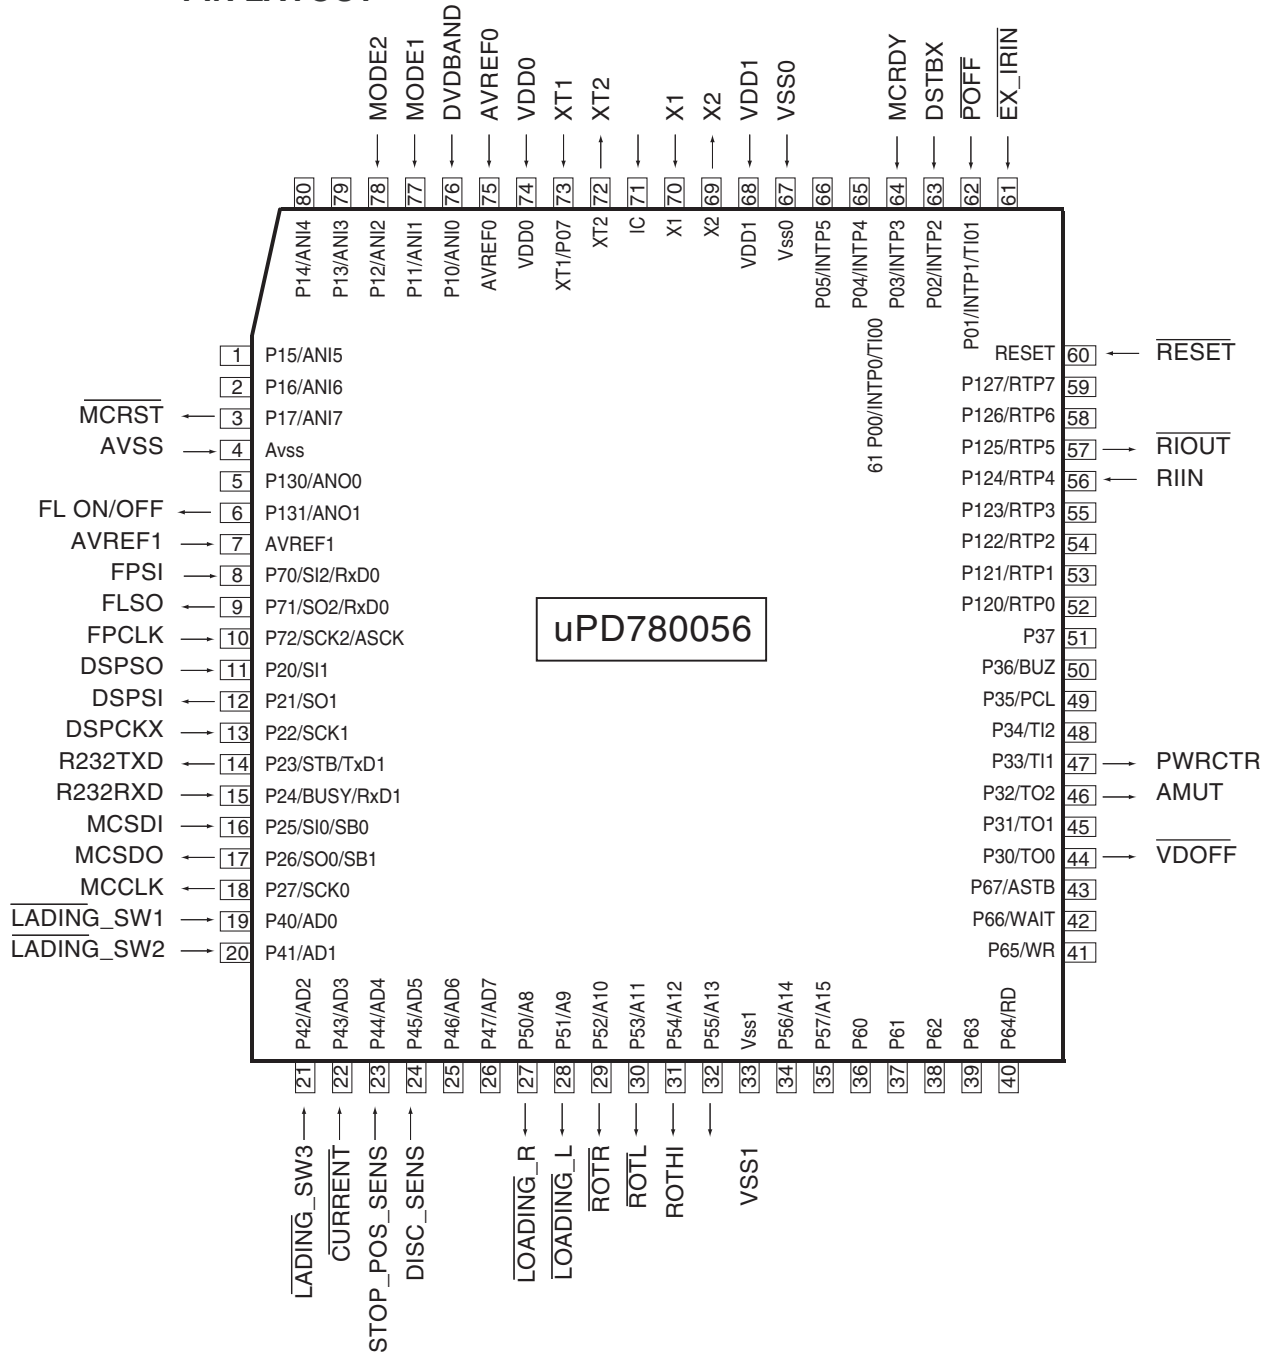 MODE2
MODE1
DVDBAND
AVREF0
VDD0
XT1
XT2
X1
X2
VDD1
VSS0
MCRDY
DSTBX
POFF
EX_IRIN
80
79
78
77
76
75
74
73
72
71
70
69
68
67
66
65
64
63
62
61
P14/ANI4
P13/ANI3
P12/ANI2
P11/ANI1
P10/ANI0
AVREF0
VDD0
XT1/P07
XT2
IC
X1
X2
VDD1
Vss0
P05/INTP5
P04/INTP4
P03/INTP3
P02/INTP2
P01/INTP1/TI01
61 P00/INTP0/TI00
1 P15/ANI5
2 P16/ANI6
MCRST 3 P17/ANI7
AVSS 4 Avss
5 P130/ANO0
FL ON/OFF 6 P131/ANO1
AVREF1 7 AVREF1
FPSI 8 P70/SI2/RxD0
FLSO 9 P71/SO2/RxD0
FPCLK 10 P72/SCK2/ASCK
DSPSO 11 P20/SI1
DSPSI 12 P21/SO1
DSPCKX 13 P22/SCK1
R232TXD 14 P23/STB/TxD1
R232RXD 15 P24/BUSY/RxD1
MCSDI 16 P25/SI0/SB0
MCSDO 17 P26/SO0/SB1
MCCLK 18 P27/SCK0
LADING_SW1 19 P40/AD0
LADING_SW2 20 P41/AD1
uPD780056
RESET 60 RESET
P127/RTP7 59
P126/RTP6 58
P125/RTP5 57 RIOUT
P124/RTP4 56 RIIN
P123/RTP3 55
P122/RTP2 54
P121/RTP1 53
P120/RTP0 52
P37 51
P36/BUZ 50
P35/PCL 49
P34/TI2 48
P33/TI1 47 PWRCTR
P32/TO2 46 AMUT
P31/TO1 45
P30/TO0 44 VDOFF
P67/ASTB 43
P66/WAIT 42
P65/WR 41
P42/AD2
P43/AD3
P44/AD4
P45/AD5
P46/AD6
P47/AD7
P50/A8
P51/A9
P52/A10
P53/A11
P54/A12
P55/A13
Vss1
P56/A14
P57/A15
P60
P61
P62
P63
P64/RD
21
22
23
24
25
26
27
28
29
30
31
32
33
34
35
36
37
38
39
40
LADING_SW3
CURRENT
STOP_POS_SENS
DISC_SENS
LOADING_R
LOADING_L
ROTR
ROTL
ROTHI
VSS1